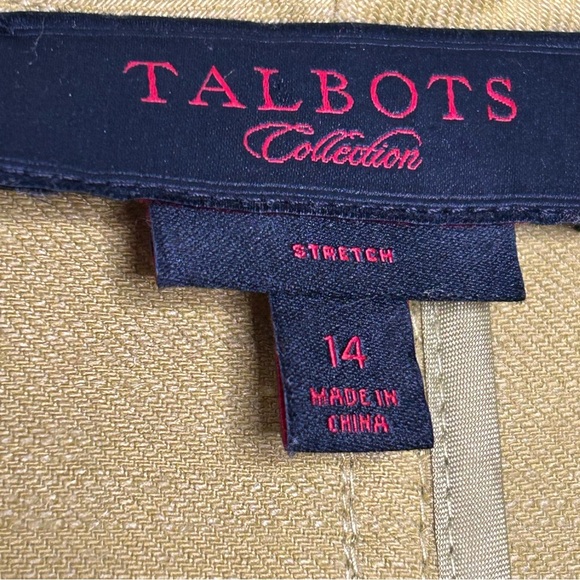 TALBOTS
Collection
STRETCH
14
MADE IN
CHINA